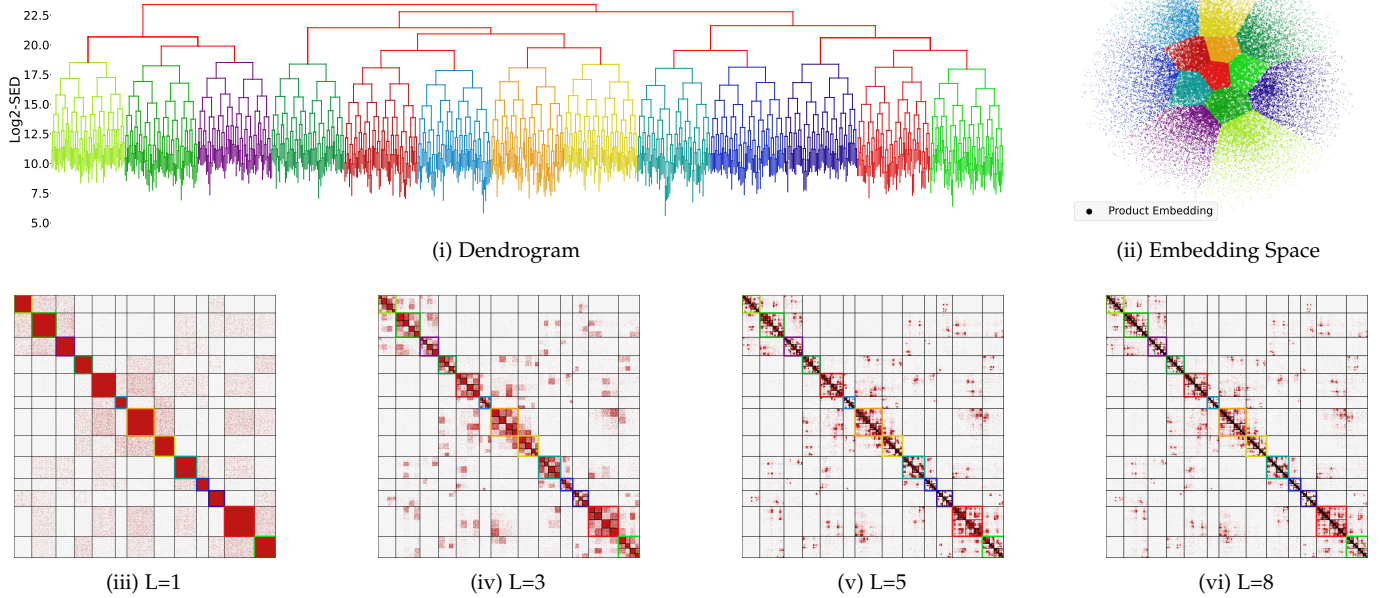 22.5
20.0
17.5
15.0
12.5
10.0
7.5
5.0
Log2-SED
Product Embedding
(i) Dendrogram
(ii) Embedding Space
(iii) L=1
(iv) L=3
(v) L=5
(vi) L=8